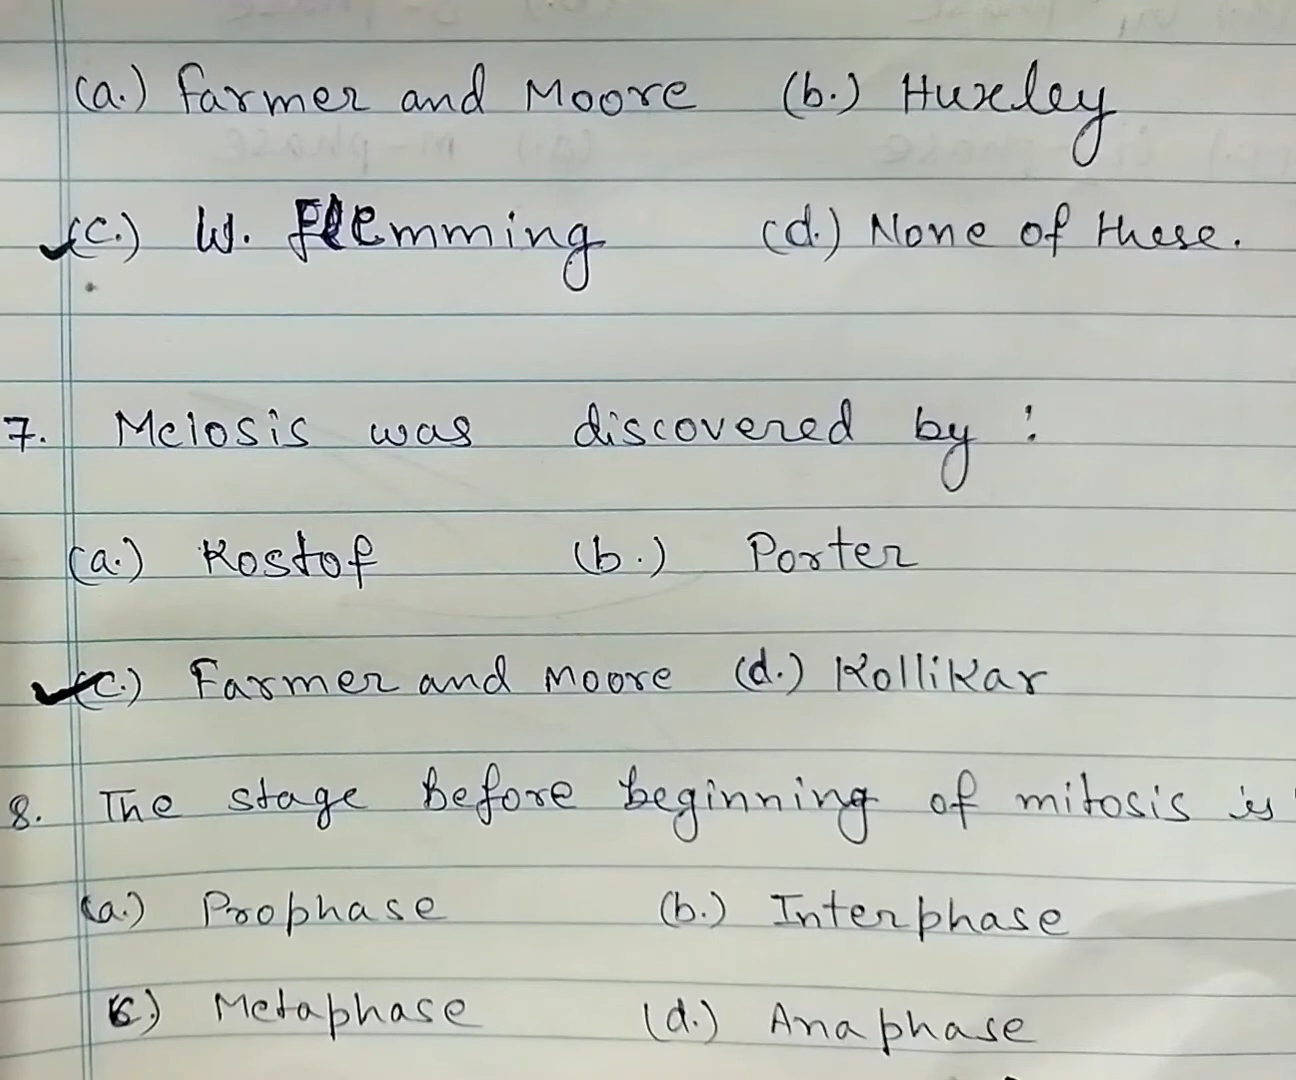 (a.) Farmer and Moore (b.) Huxley
(c.) W. Flemming (d.) None of these.
7. Meiosis was discovered by :
(a.) Kostof (b.) Porter
(c.) Farmer and Moore (d.) Kollikar
8. The stage before beginning of mitosis is
(a.) Prophase (b.) Interphase
(c.) Metaphase (d.) Anaphase